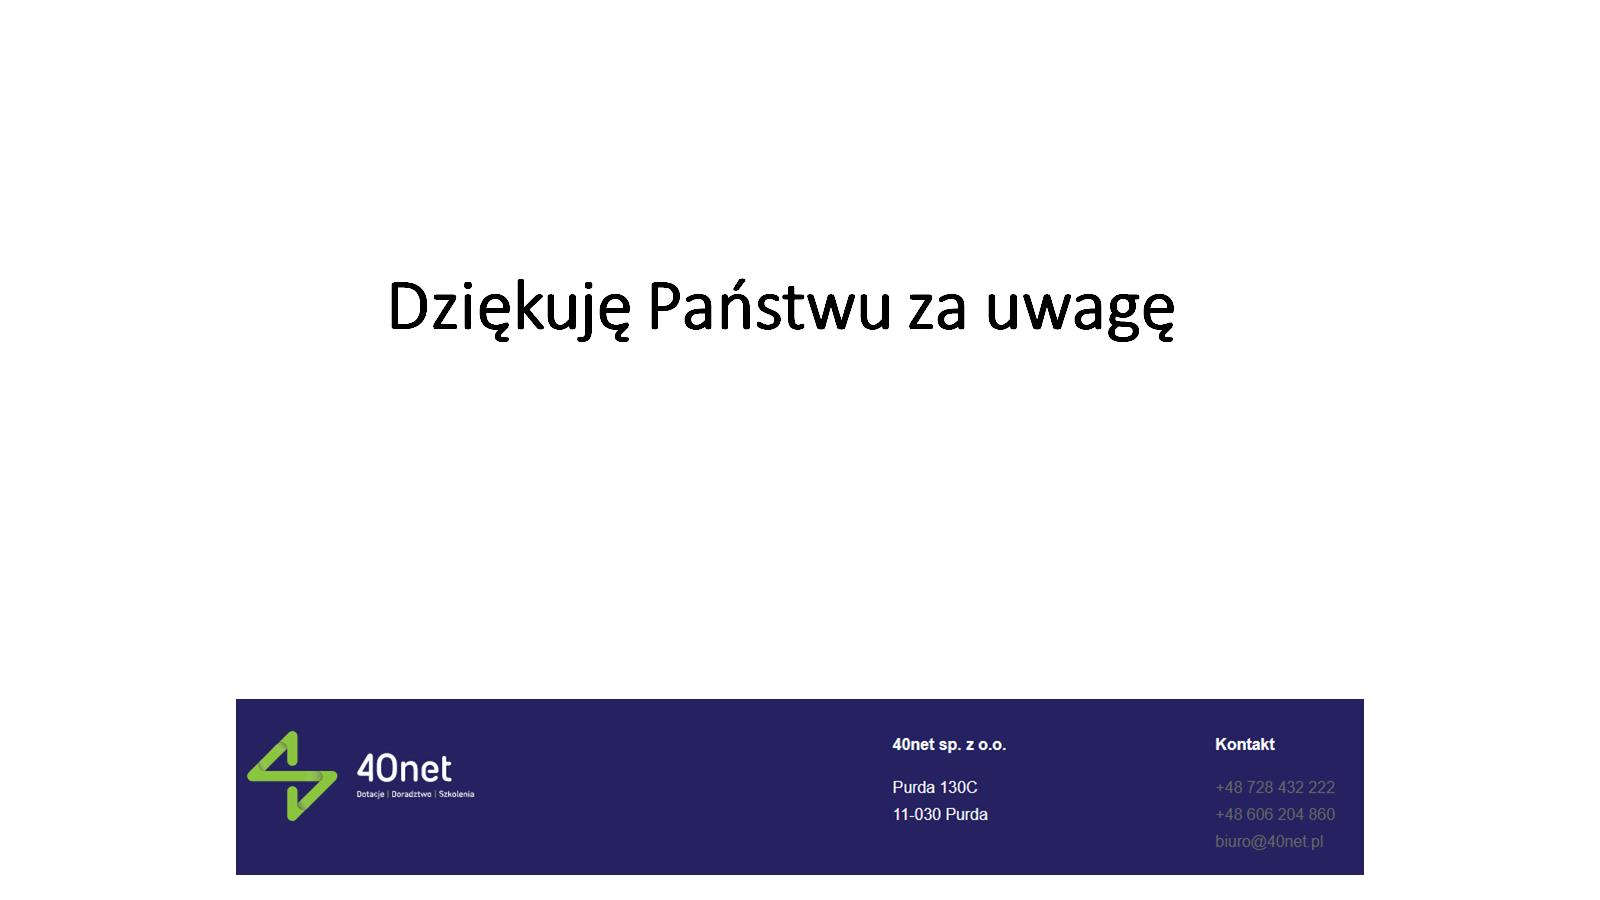 Dziękuję Państwu za uwagę
40net
Dotacje | Doradztwo | Szkolenia
40net sp. z o.o.
Purda 130C
11-030 Purda
Kontakt
+48 728 432 222
+48 606 204 860
biuro@40net.pl